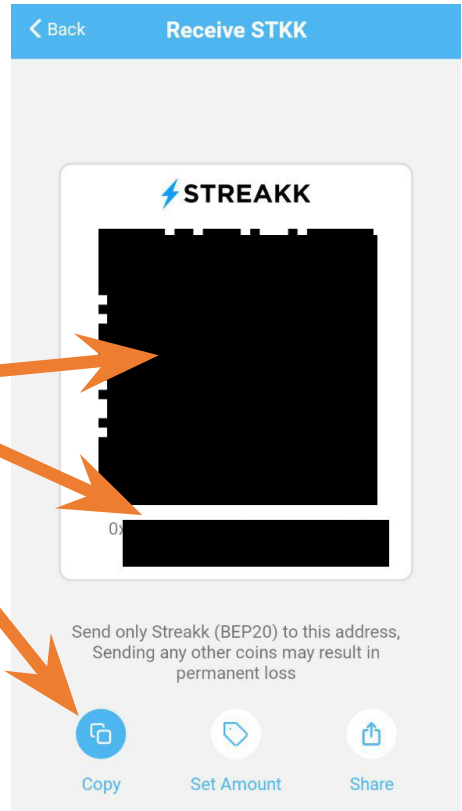 Back
Receive STKK
STREAKK
0x
Send only Streakk (BEP20) to this address,
Sending any other coins may result in
permanent loss
Copy
Set Amount
Share